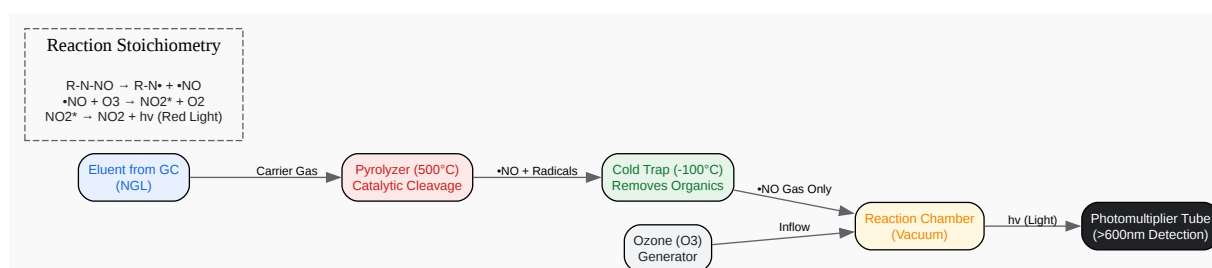 Reaction Stoichiometry
R-N-NO → R-N• + •NO
•NO + O3 → NO2* + O2
NO2* → NO2 + hv (Red Light)
Eluent from GC
(NGL)
Carrier Gas
Pyrolyzer (500°C)
Catalytic Cleavage
•NO + Radicals
Cold Trap (-100°C)
Removes Organics
•NO Gas Only
Ozone (O3)
Generator
Inflow
Reaction Chamber
(Vacuum)
hv (Light)
Photomultiplier Tube
(>600nm Detection)